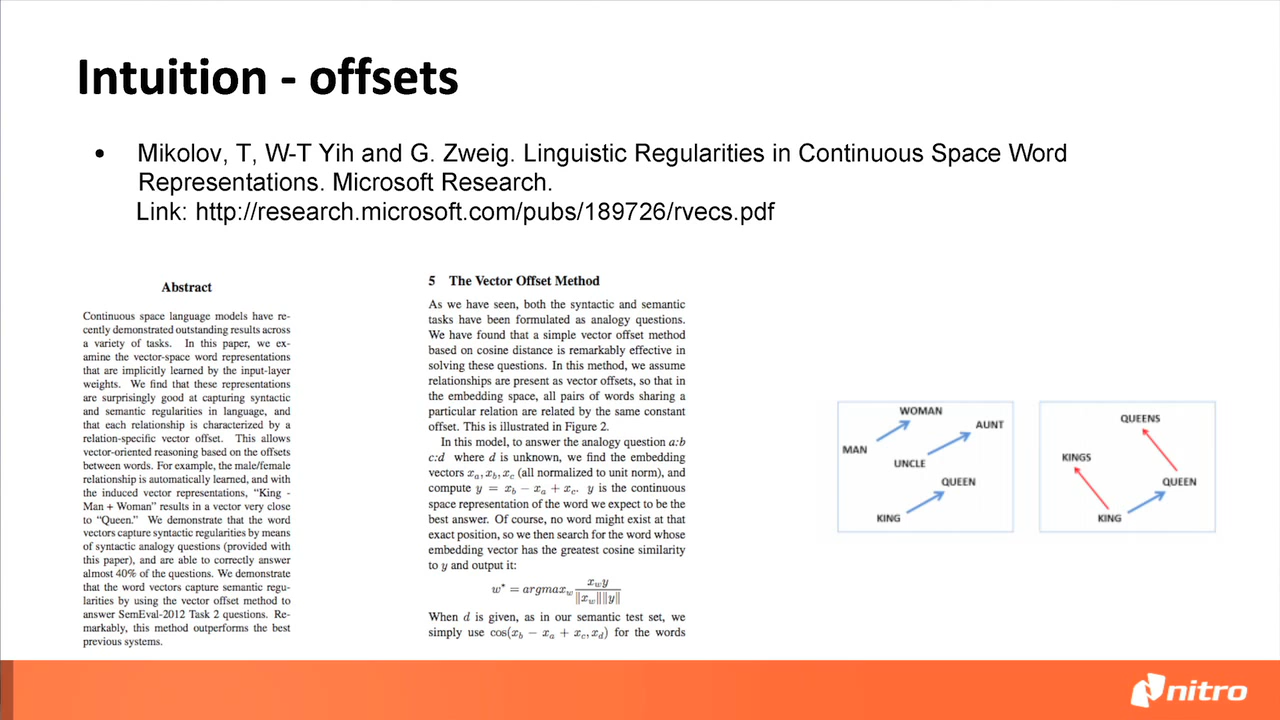 Intuition - offsets
• Mikolov, T, W-T Yih and G. Zweig. Linguistic Regularities in Continuous Space Word
Representations. Microsoft Research.
Link: http://research.microsoft.com/pubs/189726/rvecs.pdf
Abstract
Continuous space language models have re-
cently demonstrated outstanding results across
a variety of tasks. In this paper, we ex-
amine the vector-space word representations
that are implicitly learned by the input-layer
weights. We find that these representations
are surprisingly good at capturing syntactic
and semantic regularities in language, and
that each relationship is characterized by a
relation-specific vector offset. This allows
vector-oriented reasoning based on the offsets
between words. For example, the male/female
relationship is automatically learned, and with
the induced vector representations, “King -
Man + Woman” results in a vector very close
to “Queen.” We demonstrate that the word
vectors capture syntactic regularities by means
of syntactic analogy questions (provided with
this paper), and are able to correctly answer
almost 40% of the questions. We demonstrate
that the word vectors capture semantic regu-
larities by using the vector offset method to
answer SemEval-2012 Task 2 questions. Re-
markably, this method outperforms the best
previous systems.
5 The Vector Offset Method
As we have seen, both the syntactic and semantic
tasks have been formulated as analogy questions.
We have found that a simple vector offset method
based on cosine distance is remarkably effective in
solving these questions. In this method, we assume
relationships are present as vector offsets, so that in
the embedding space, all pairs of words sharing a
particular relation are related by the same constant
offset. This is illustrated in Figure 2.
In this model, to answer the analogy question a:b
c:d where d is unknown, we find the embedding
vectors x_a, x_b, x_c (all normalized to unit norm), and
compute y = x_b − x_a + x_c. y is the continuous
space representation of the word we expect to be the
best answer. Of course, no word might exist at that
exact position, so we then search for the word whose
embedding vector has the greatest cosine similarity
to y and output it:
w* = argmax_w x_w y / ‖x_w‖‖y‖
When d is given, as in our semantic test set, we
simply use cos(x_b − x_a + x_c, x_d) for the words
WOMAN
AUNT
MAN
UNCLE
QUEEN
KING
QUEENS
KINGS
QUEEN
KING
nitro